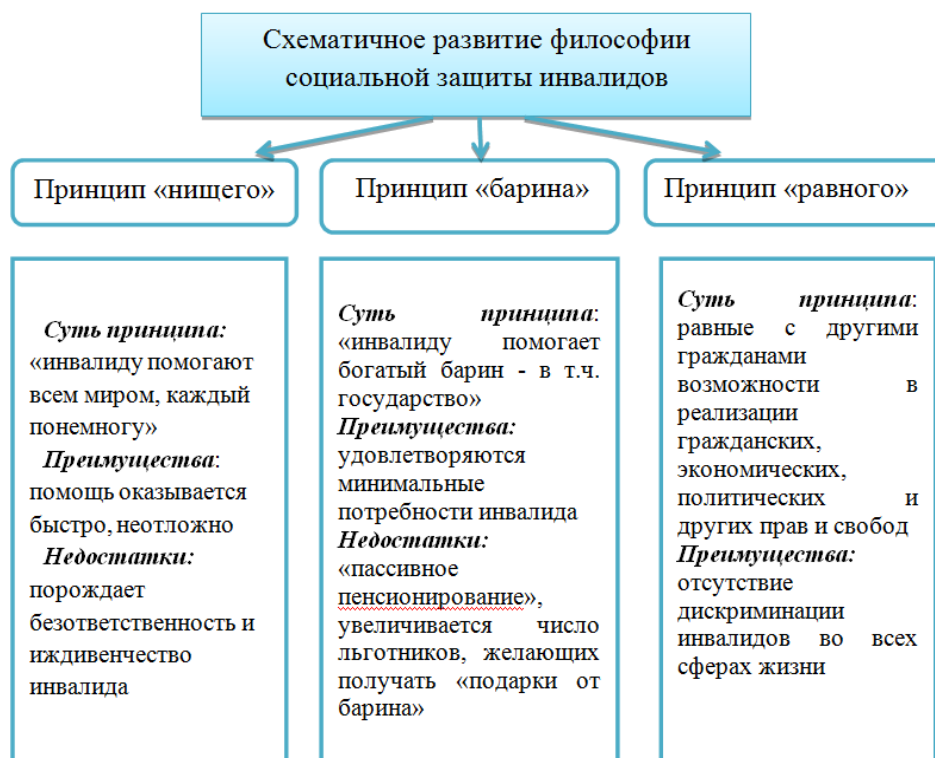 Схематичное развитие философии
социальной защиты инвалидов
Принцип «нищего»
Принцип «барина»
Принцип «равного»
Суть принципа:
«инвалиду помогают
всем миром, каждый
понемногу»
Преимущества:
помощь оказывается
быстро, неотложно
Недостатки:
порождает
безответственность и
иждивенчество
инвалида
Суть принципа:
«инвалиду помогает
богатый барин - в т.ч.
государство»
Преимущества:
удовлетворяются
минимальные
потребности инвалида
Недостатки:
«пассивное
пенсионирование»,
увеличивается число
льготников, желающих
получать «подарки от
барина»
Суть принципа:
равные с другими
гражданами
возможности в
реализации
гражданских,
экономических,
политических и
других прав и свобод
Преимущества:
отсутствие
дискриминации
инвалидов во всех
сферах жизни